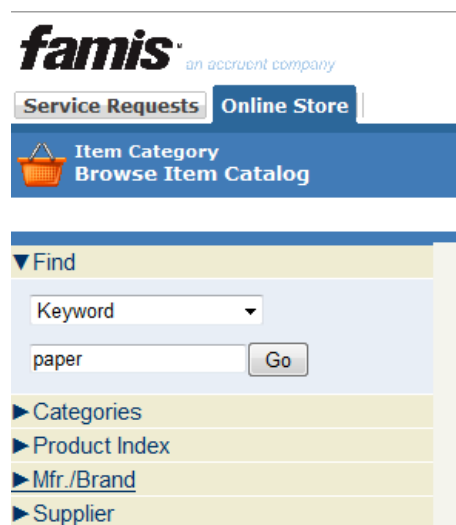 famis
an accruent company
Service Requests Online Store
Item Category
Browse Item Catalog
Find
Keyword
paper Go
Categories
Product Index
Mfr./Brand
Supplier